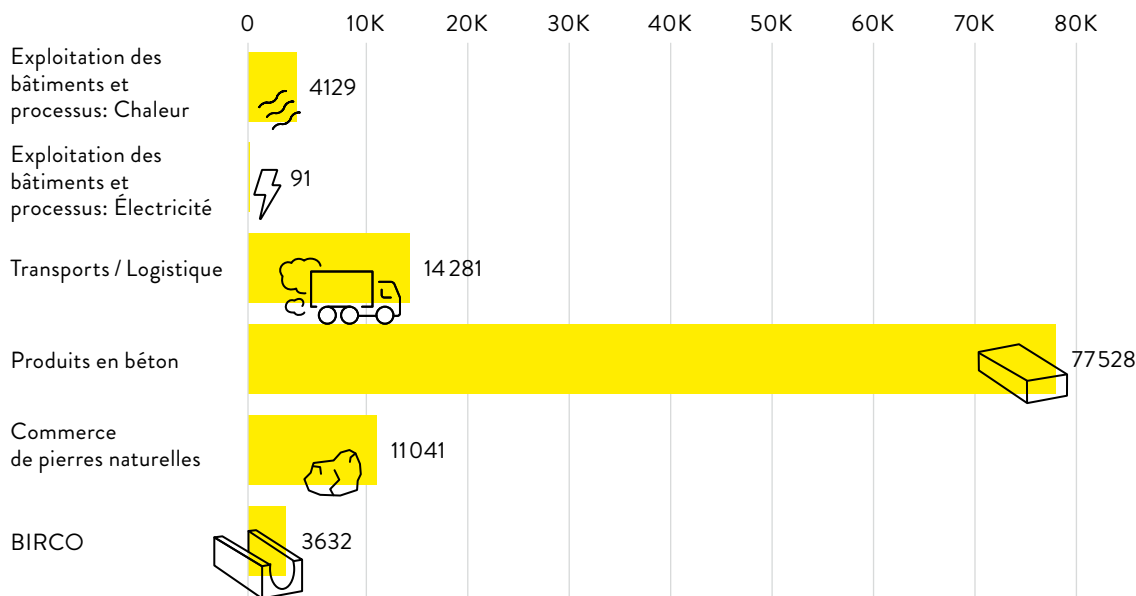 0 10K 20K 30K 40K 50K 60K 70K 80K
Exploitation des
bâtiments et
processus: Chaleur
4129
Exploitation des
bâtiments et
processus: Électricité
91
Transports / Logistique
14 281
Produits en béton
77 528
Commerce
de pierres naturelles
11 041
BIRCO
3632